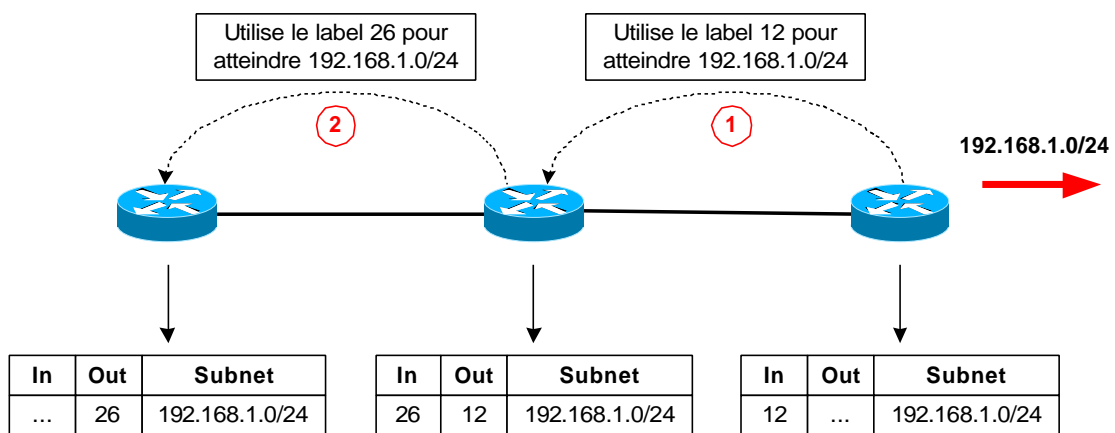 Utilise le label 26 pour
atteindre 192.168.1.0/24
Utilise le label 12 pour
atteindre 192.168.1.0/24
2
1
192.168.1.0/24
In Out Subnet
... 26 192.168.1.0/24
In Out Subnet
26 12 192.168.1.0/24
In Out Subnet
12 ... 192.168.1.0/24